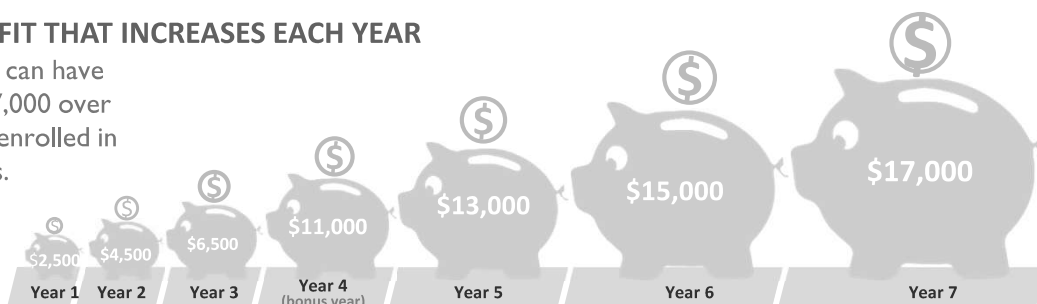 FIT THAT INCREASES EACH YEAR
can have
,000 over
enrolled in
s.
$2,500
$4,500
$6,500
$11,000
$13,000
$15,000
$17,000
Year 1
Year 2
Year 3
Year 4
(bonus year)
Year 5
Year 6
Year 7